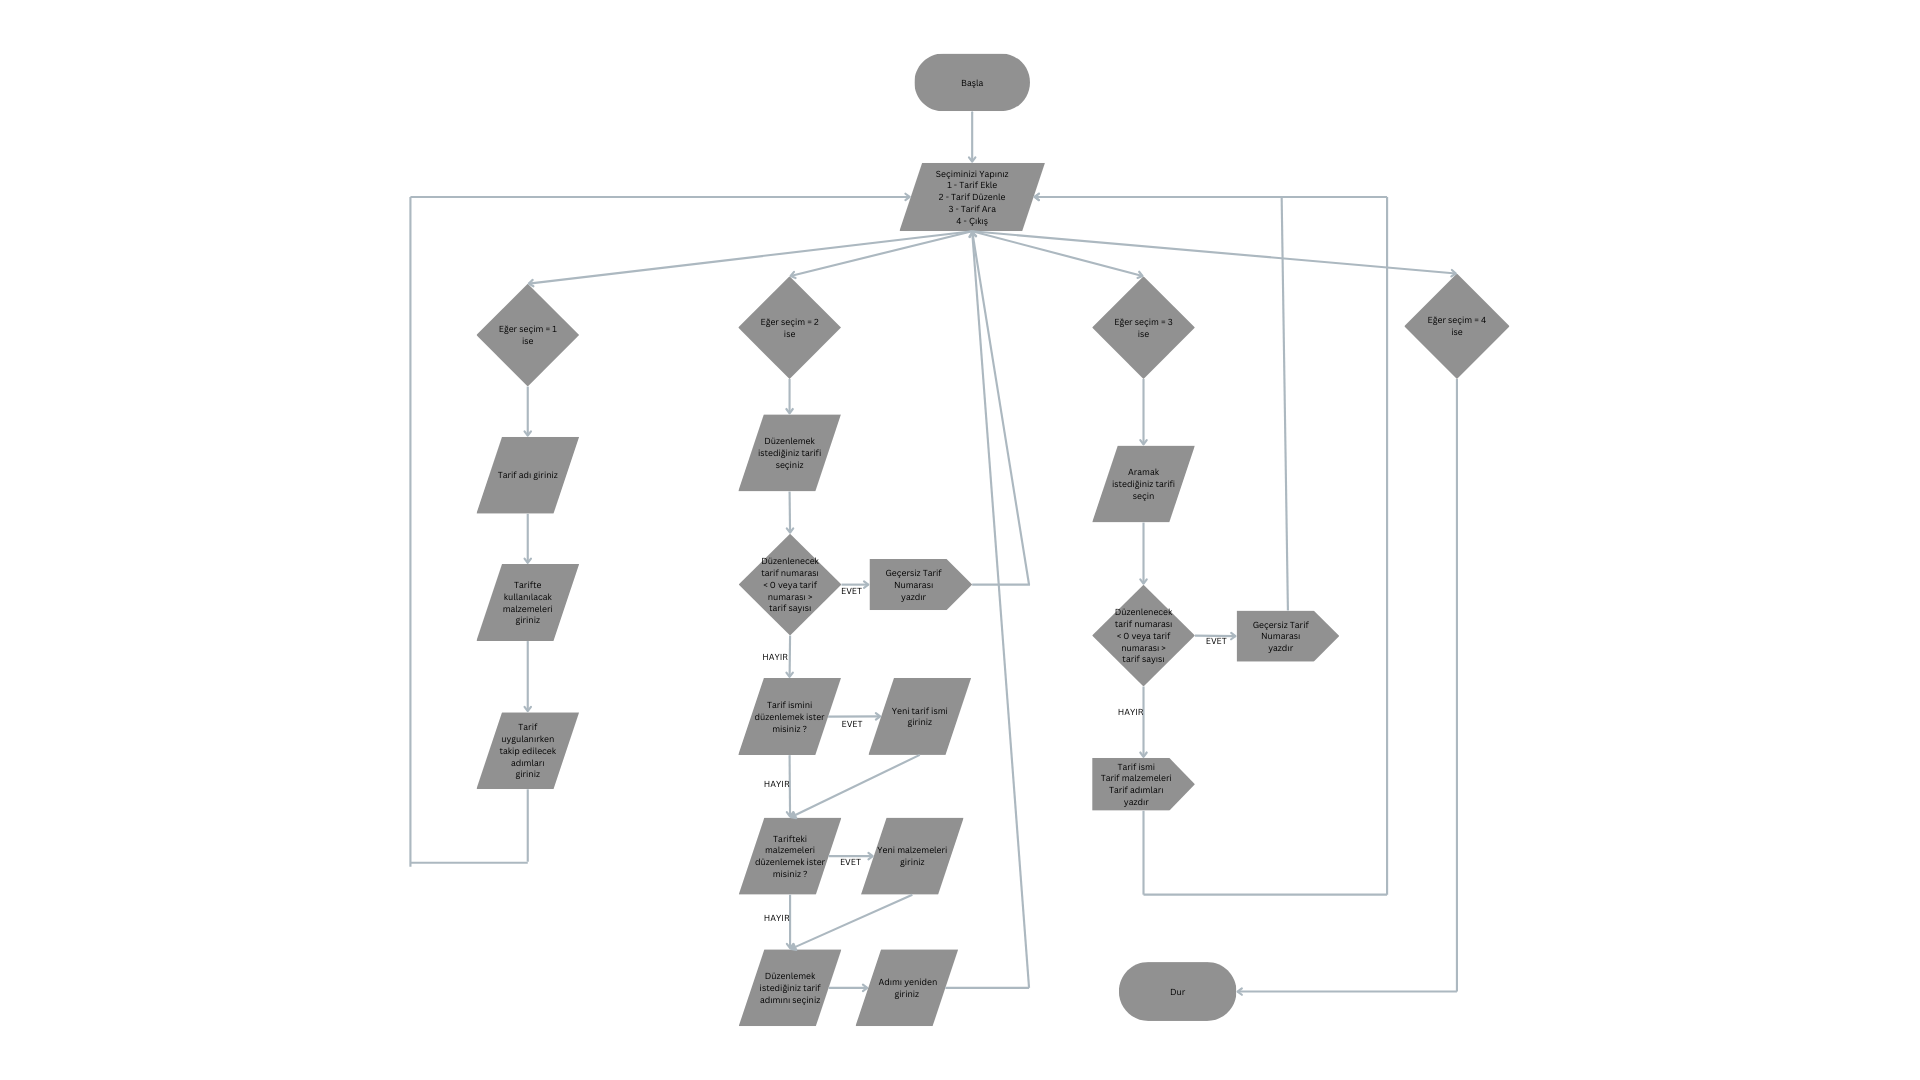 Başla
Seçiminizi Yapınız
1 - Tarif Ekle
2 - Tarif Düzenle
3 - Tarif Ara
4 - Çıkış
Eğer seçim = 1
ise
Tarif adı giriniz
Tarifte
kullanılacak
malzemeleri
giriniz
Tarif
uygulanırken
takip edilecek
adımları
giriniz
Eğer seçim = 2
ise
Düzenlemek
istediğiniz tarifi
seçiniz
Düzenlenecek
tarif numarası
< 0 veya tarif
numarası >
tarif sayısı
EVET
Geçersiz Tarif
Numarası
yazdır
HAYIR
Tarif ismini
düzenlemek ister
misiniz ?
EVET
Yeni tarif ismi
giriniz
HAYIR
Tarifteki
malzemeleri
düzenlemek ister
misiniz ?
EVET
Yeni malzemeleri
giriniz
HAYIR
Düzenlemek
istediğiniz tarif
adımını seçiniz
Adımı yeniden
giriniz
Eğer seçim = 3
ise
Aramak
istediğiniz tarifi
seçin
Düzenlenecek
tarif numarası
< 0 veya tarif
numarası >
tarif sayısı
EVET
Geçersiz Tarif
Numarası
yazdır
HAYIR
Tarif ismi
Tarif malzemeleri
Tarif adımları
yazdır
Eğer seçim = 4
ise
Dur